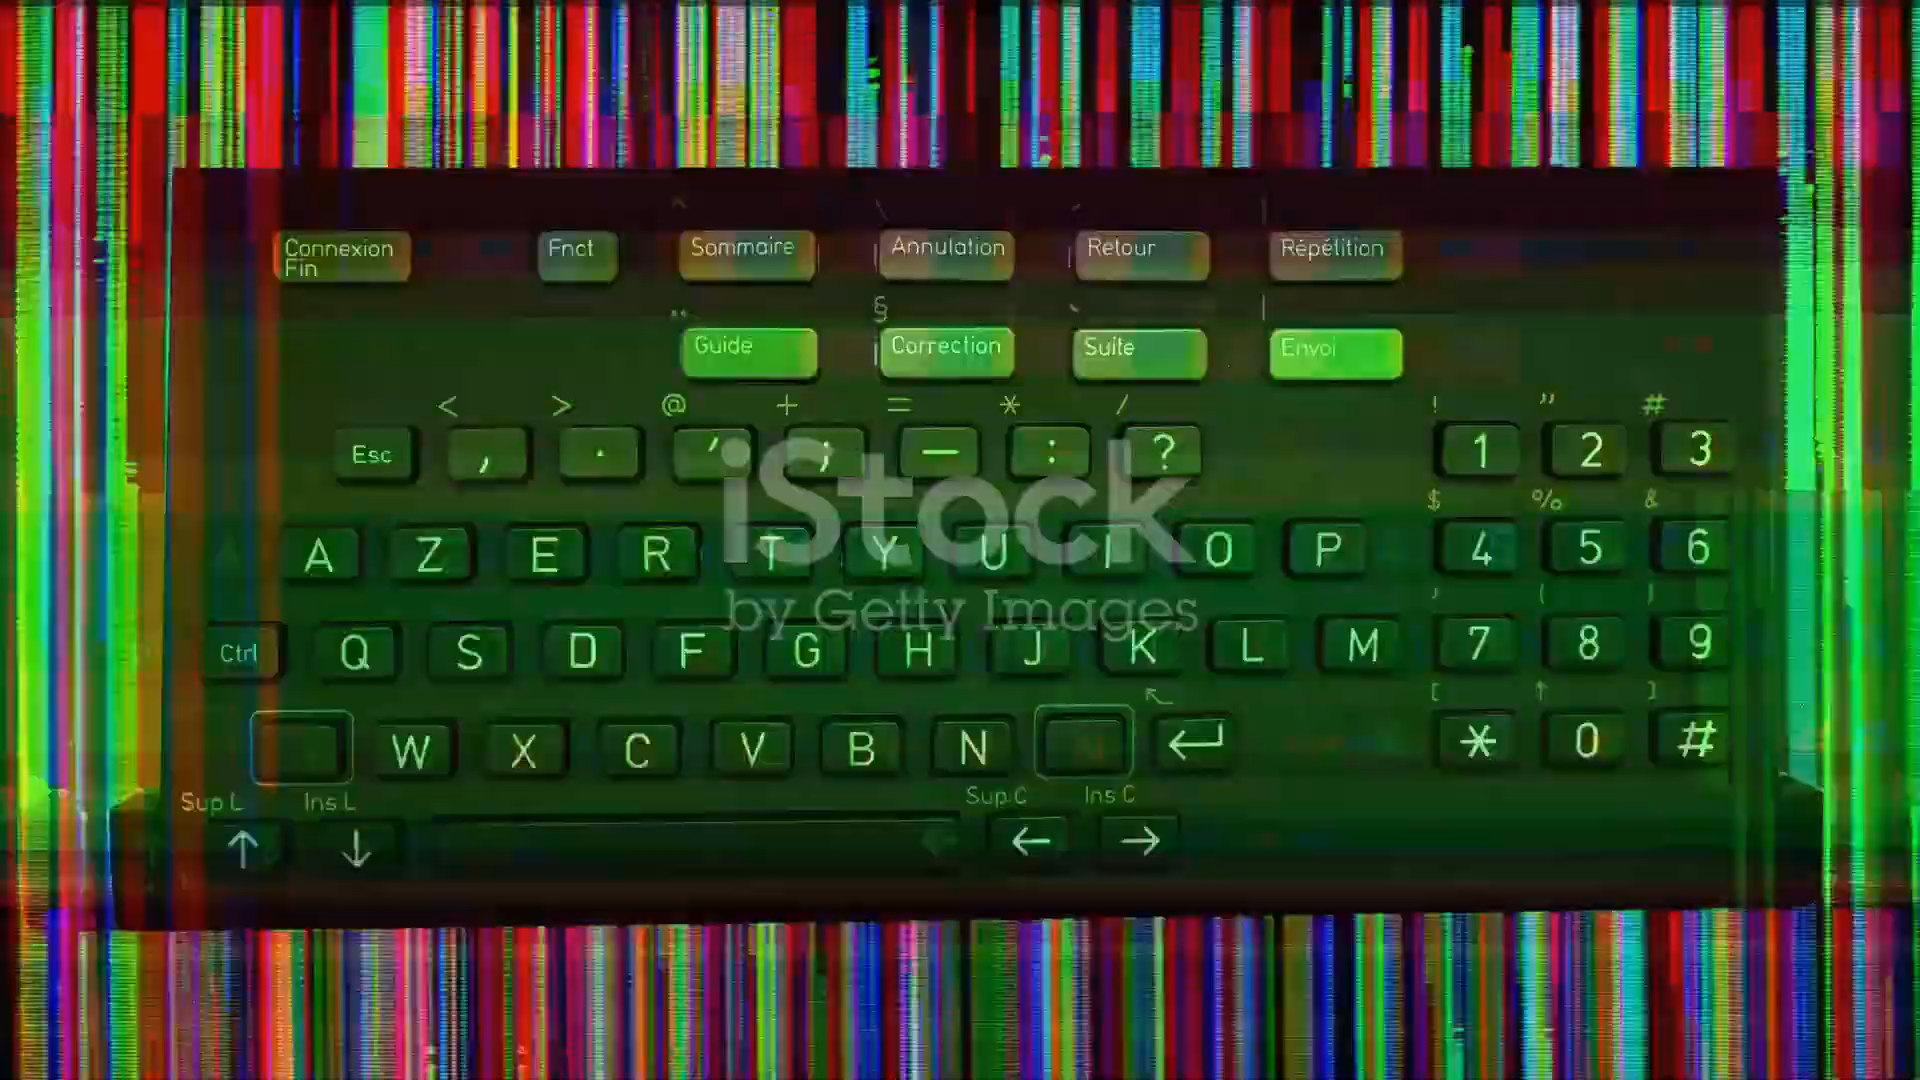 Connexion Fin Fnct Sommaire Annulation Retour Répétition
§
Guide Correction Suite Envoi
< > @ + = * / ! " #
Esc , . ' ; — : ? 1 2 3
$ % &
A Z E R T Y U I O P 4 5 6
' ( )
Ctrl Q S D F G H J K L M 7 8 9
[ ↑ ]
W X C V B N * 0 #
Sup L Ins L Sup C Ins C
↑ ↓ ← →
iStock
by Getty Images